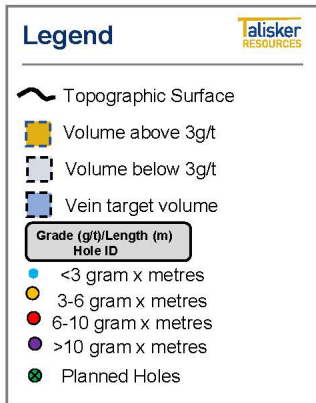 Legend
Talisker
RESOURCES
Topographic Surface
Volume above 3g/t
Volume below 3g/t
Vein target volume
Grade (g/t)/Length (m)
Hole ID
<3 gram x metres
3-6 gram x metres
6-10 gram x metres
>10 gram x metres
Planned Holes